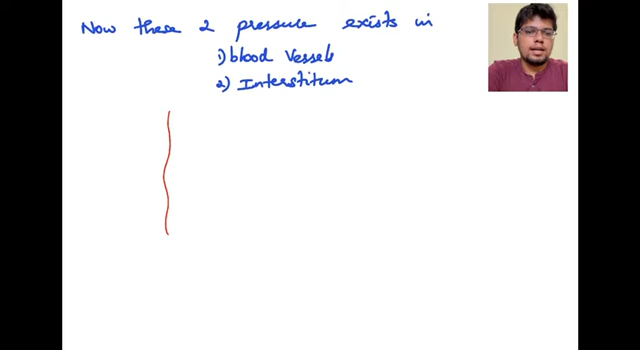 Now these 2 pressure exists in
1) blood Vessels
2) Interstitum